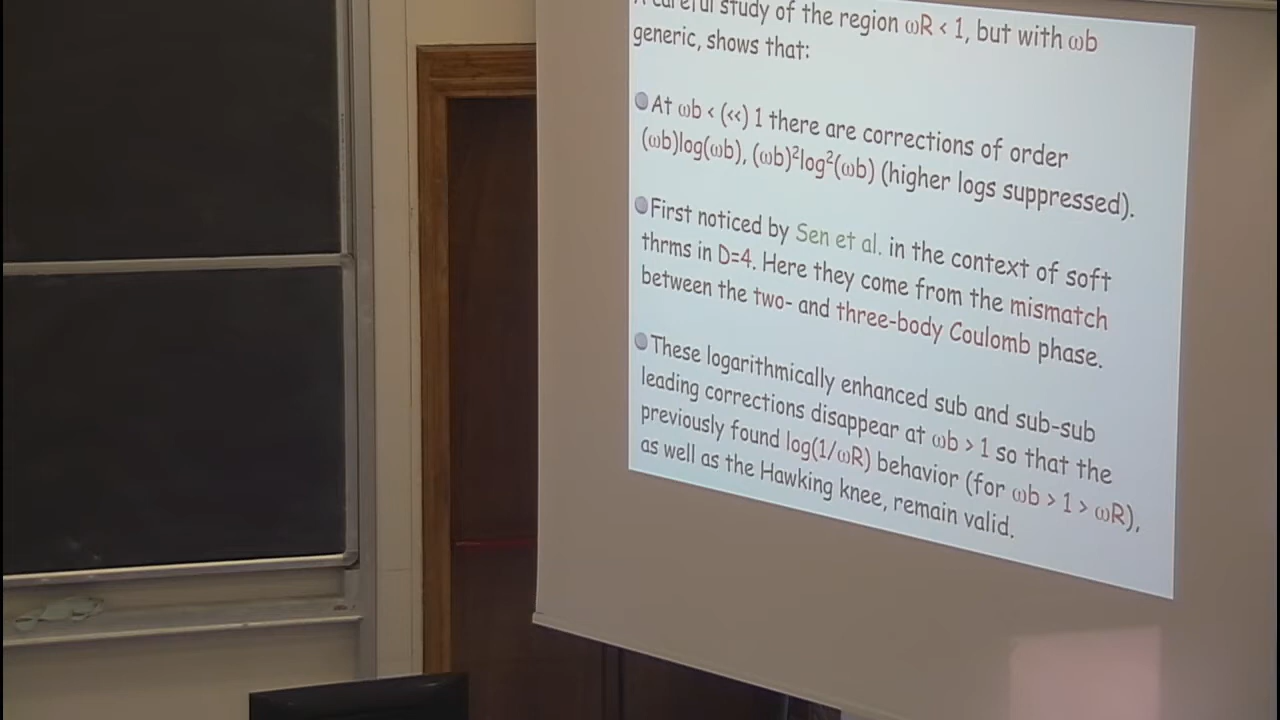 A careful study of the region ωR < 1, but with ωb
generic, shows that:
At ωb < (<<) 1 there are corrections of order
(ωb)log(ωb), (ωb)²log²(ωb) (higher logs suppressed).
First noticed by Sen et al. in the context of soft
thrms in D=4. Here they come from the mismatch
between the two- and three-body Coulomb phase.
These logarithmically enhanced sub and sub-sub
leading corrections disappear at ωb > 1 so that the
previously found log(1/ωR) behavior (for ωb > 1 > ωR),
as well as the Hawking knee, remain valid.